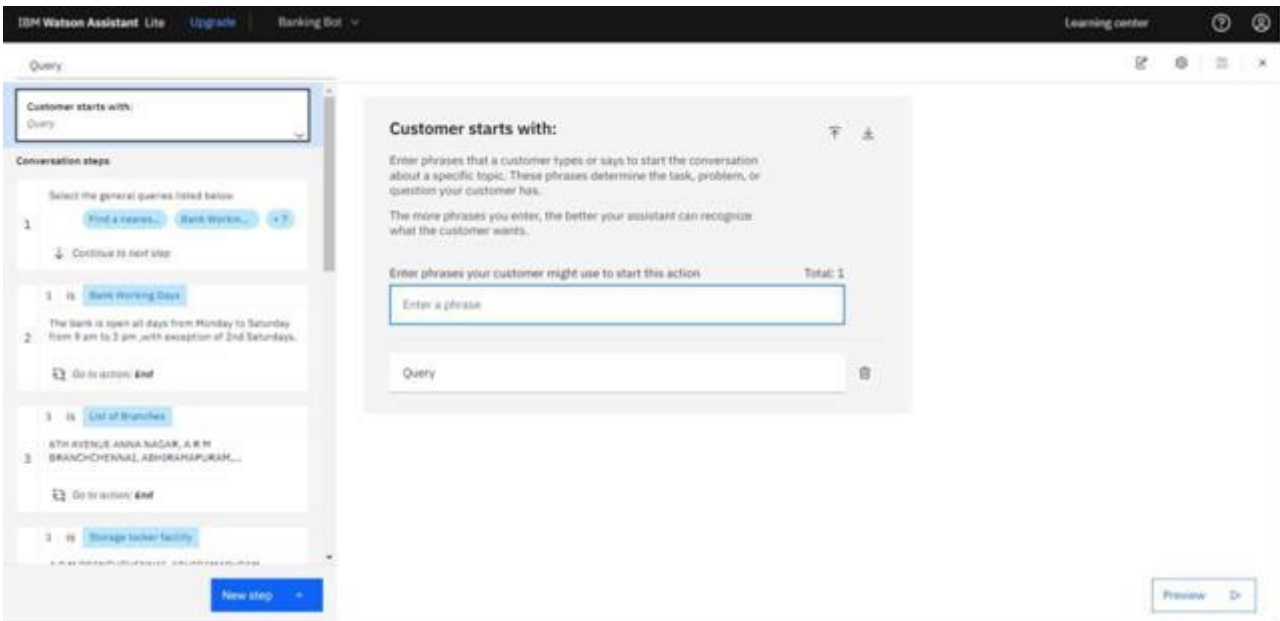 IBM Watson Assistant Lite Upgrade Banking Bot Learning center
Query
Customer starts with:
Query
Conversation steps
1
Select the general queries listed below
Find a neares... Bank Workin... +7
Continue to next step
1 is Bank Working Days
2
The bank is open all days from Monday to Saturday
from 9 am to 3 pm ,with exception of 2nd Saturdays.
Go to action: End
1 is List of Branches
3
6TH AVENUE ANNA NAGAR, A R M
BRANCHCHENNAI, ABHIRAMAPURAM,...
Go to action: End
1 is Storage locker facility
New step +
Customer starts with:
Enter phrases that a customer types or says to start the conversation
about a specific topic. These phrases determine the task, problem, or
question your customer has.
The more phrases you enter, the better your assistant can recognize
what the customer wants.
Enter phrases your customer might use to start this action Total: 1
Enter a phrase
Query
Preview